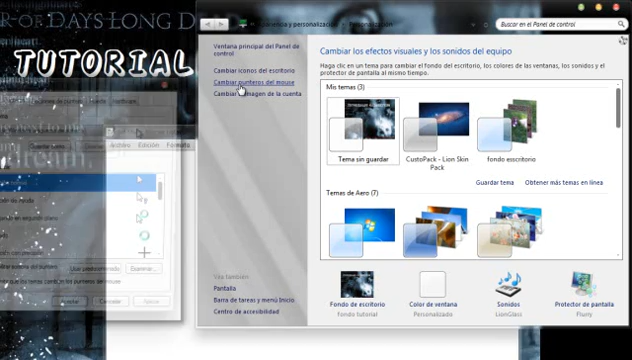 R-OF-DAYS LONG D
TUTORIAL
Personalización
Buscar en el Panel de control
Ventana principal del Panel de
control
Cambiar iconos del escritorio
Cambiar punteros del mouse
Cambiar imagen de la cuenta
Cambiar los efectos visuales y los sonidos del equipo
Haga clic en un tema para cambiar el fondo del escritorio, los colores de las ventanas, los sonidos y el
protector de pantalla al mismo tiempo.
Mis temas (3)
Tema sin guardar
CustoPack - Lion Skin
Pack
fondo esscritorio
Guardar tema
Obtener más temas en línea
Temas de Aero (7)
Vea también
Pantalla
Barra de tareas y menú Inicio
Centro de accesibilidad
Fondo de escritorio
fondo tutorial
Color de ventana
Personalizado
Sonidos
LionGlass
Protector de pantalla
Flurry
Archivo
Edición
Formato
Examinar...
Aceptar
Cancelar